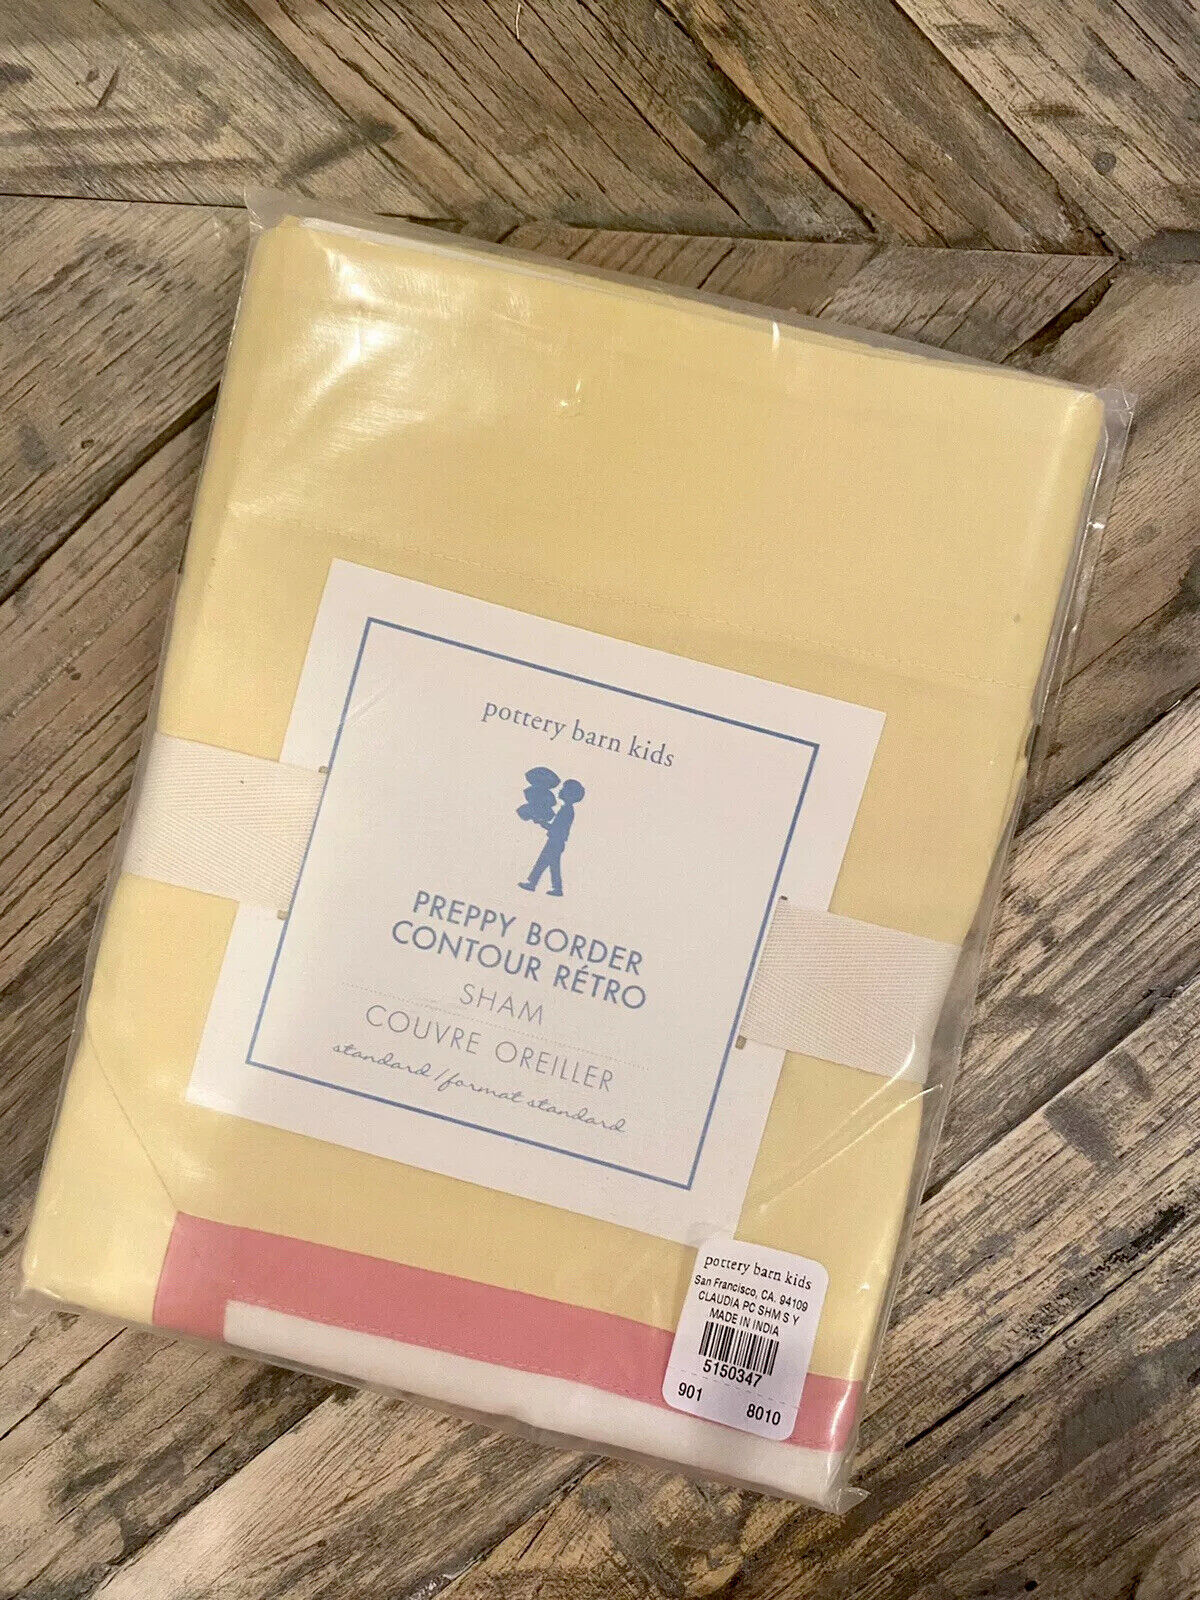 pottery barn kids
PREPPY BORDER
CONTOUR RÉTRO
SHAM
COUVRE OREILLER
standard / format standard
pottery barn kids
San Francisco, CA. 94109
CLAUDIA PC SHM S Y
MADE IN INDIA
5150347
901 8010